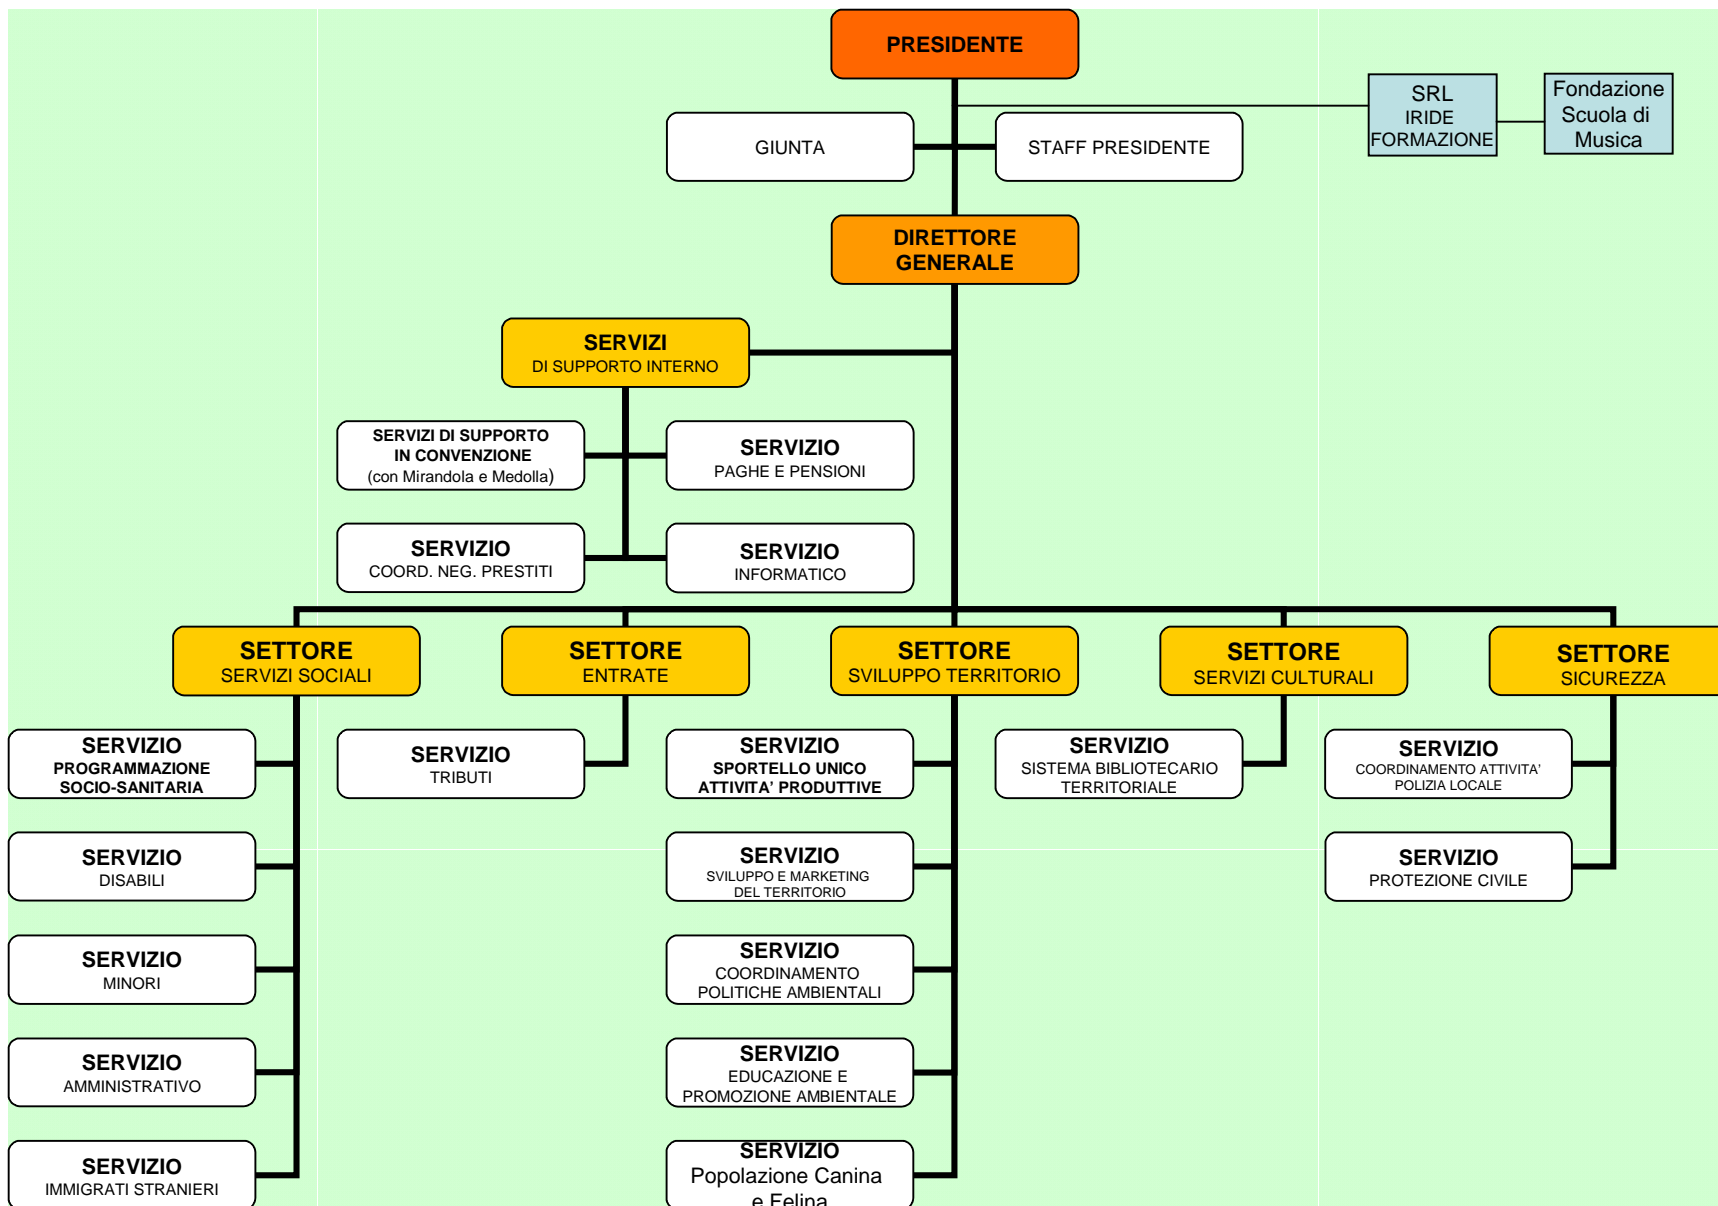 PRESIDENTE
SRL
IRIDE
FORMAZIONE
Fondazione
Scuola di
Musica
GIUNTA
STAFF PRESIDENTE
DIRETTORE
GENERALE
SERVIZI
DI SUPPORTO INTERNO
SERVIZI DI SUPPORTO
IN CONVENZIONE
(con Mirandola e Medolla)
SERVIZIO
PAGHE E PENSIONI
SERVIZIO
COORD. NEG. PRESTITI
SERVIZIO
INFORMATICO
SETTORE
SERVIZI SOCIALI
SETTORE
ENTRATE
SETTORE
SVILUPPO TERRITORIO
SETTORE
SERVIZI CULTURALI
SETTORE
SICUREZZA
SERVIZIO
PROGRAMMAZIONE
SOCIO-SANITARIA
SERVIZIO
TRIBUTI
SERVIZIO
SPORTELLO UNICO
ATTIVITA' PRODUTTIVE
SERVIZIO
SISTEMA BIBLIOTECARIO
TERRITORIALE
SERVIZIO
COORDINAMENTO ATTIVITA'
POLIZIA LOCALE
SERVIZIO
DISABILI
SERVIZIO
SVILUPPO E MARKETING
DEL TERRITORIO
SERVIZIO
PROTEZIONE CIVILE
SERVIZIO
MINORI
SERVIZIO
COORDINAMENTO
POLITICHE AMBIENTALI
SERVIZIO
AMMINISTRATIVO
SERVIZIO
EDUCAZIONE E
PROMOZIONE AMBIENTALE
SERVIZIO
IMMIGRATI STRANIERI
SERVIZIO
Popolazione Canina
e Felina